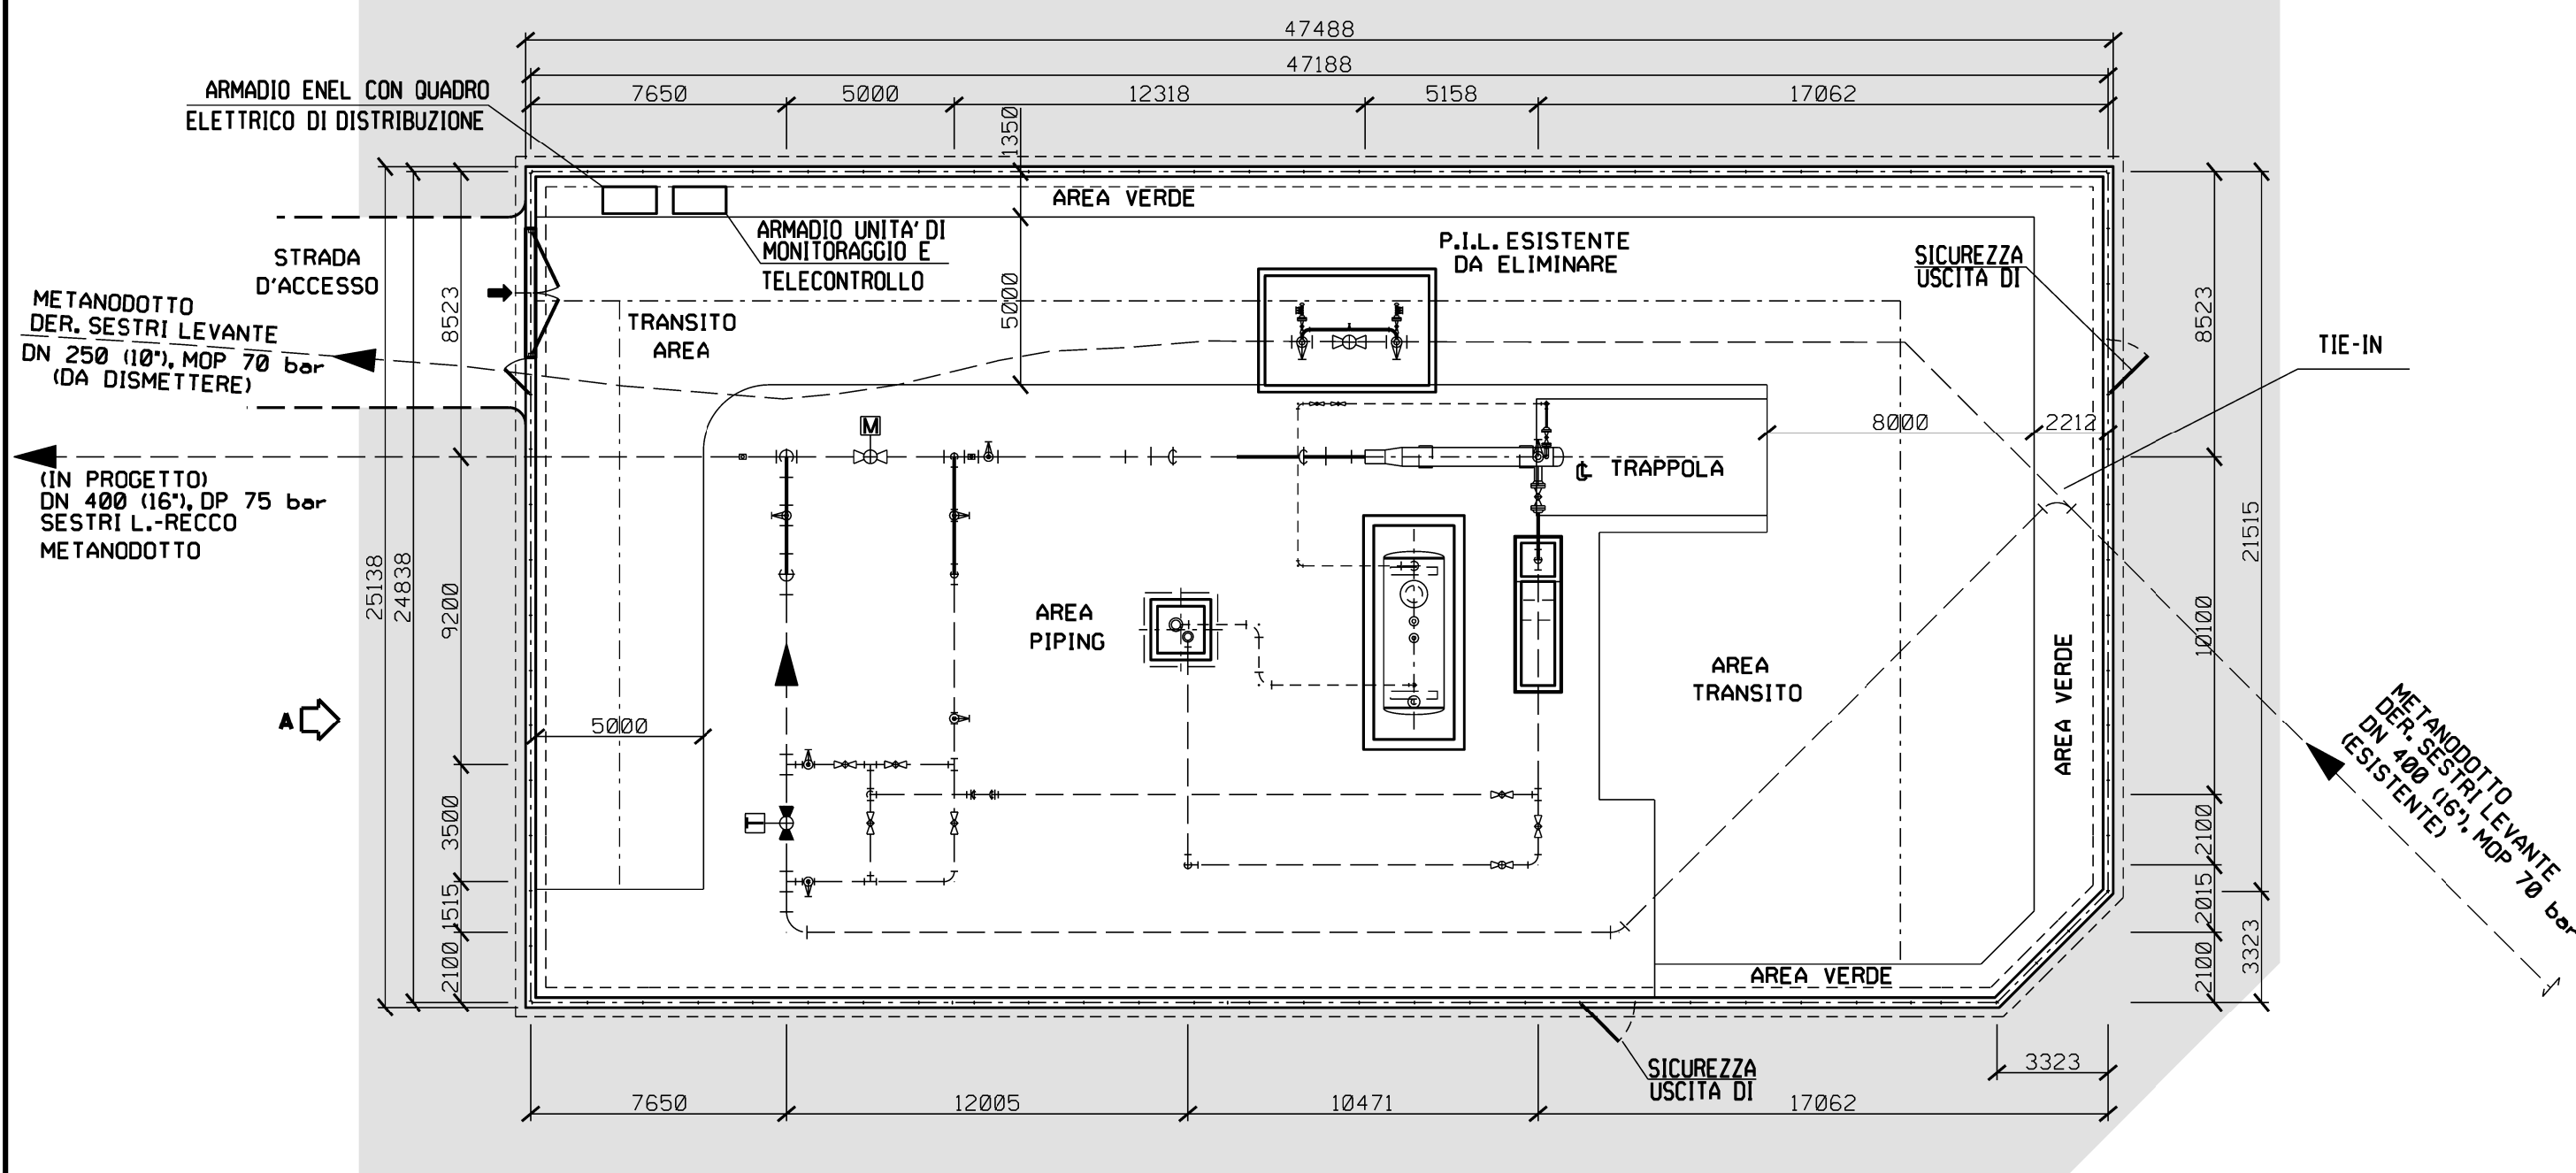 47488
47188
7650
5000
12318
5158
17062
ARMADIO ENEL CON QUADRO
ELETTRICO DI DISTRIBUZIONE
1350
AREA VERDE
ARMADIO UNITA' DI
MONITORAGGIO E
TELECONTROLLO
P.I.L. ESISTENTE
DA ELIMINARE
SICUREZZA
USCITA DI
STRADA
D'ACCESSO
METANODOTTO
DER. SESTRI LEVANTE
DN 250 (10"), MOP 70 bar
(DA DISMETTERE)
8523
5000
TRANSITO
AREA
8523
TIE-IN
M
8000
2212
TRAPPOLA
(IN PROGETTO)
DN 400 (16"), DP 75 bar
SESTRI L.-RECCO
METANODOTTO
25138
24838
9200
21515
10100
AREA
PIPING
AREA
TRANSITO
AREA VERDE
A
5000
METANODOTTO
DER. SESTRI LEVANTE
DN 400 (16"), MOP 70 bar
(ESISTENTE)
3500
1515
2100
2100
2015
2100
3323
AREA VERDE
SICUREZZA
USCITA DI
3323
7650
12005
10471
17062